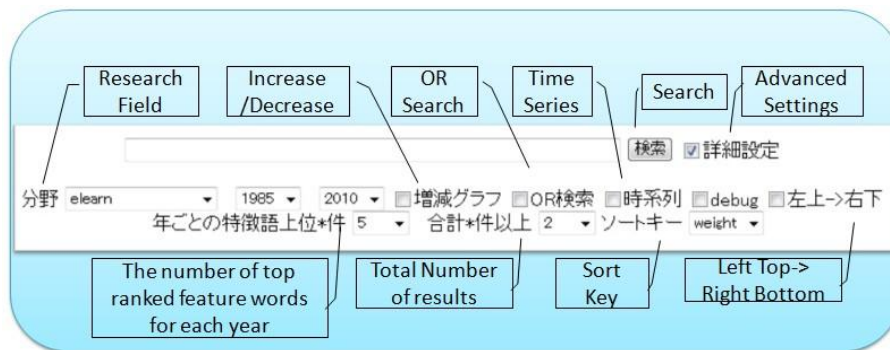 Research
Field
Increase
/Decrease
OR
Search
Time
Series
Search
Advanced
Settings
検索 詳細設定
分野 elearn 1985 2010 増減グラフ OR検索 時系列 debug 左上->右下
年ごとの特徴語上位*件 5 合計*件以上 2 ソートキー weight
The number of top
ranked feature words
for each year
Total Number
of results
Sort
Key
Left Top->
Right Bottom